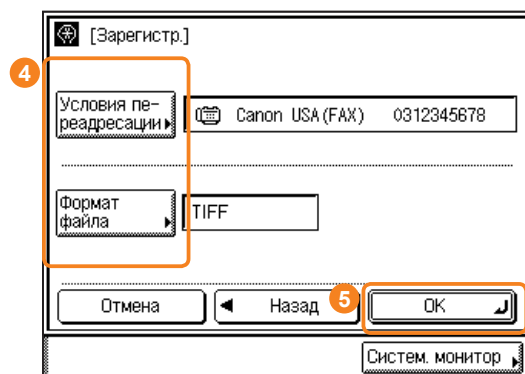 [Зарегистр.]
4
Условия пе-
реадресации
Canon USA(FAX) 0312345678
Формат
файла
TIFF
5
Отмена
Назад
OK
Систем. монитор